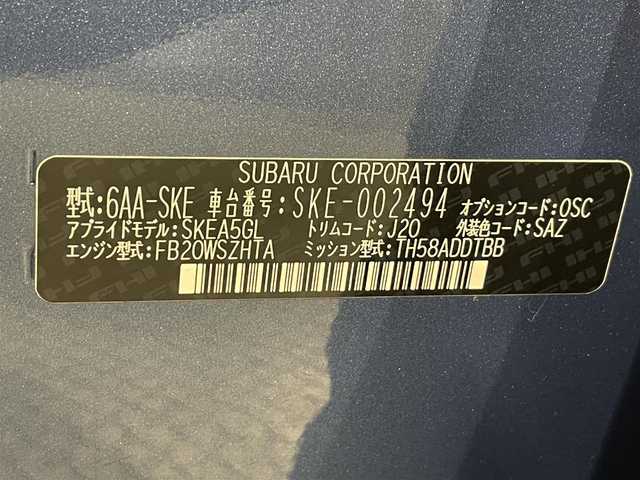 SUBARU CORPORATION
型式:6AA-SKE 車台番号:SKE-002494 オプションコード:OSC
アプライドモデル:SKEA5GL トリムコード:J20 外装色コード:SAZ
エンジン型式:FB20WSZHTA ミッション型式:TH58ADDTBB